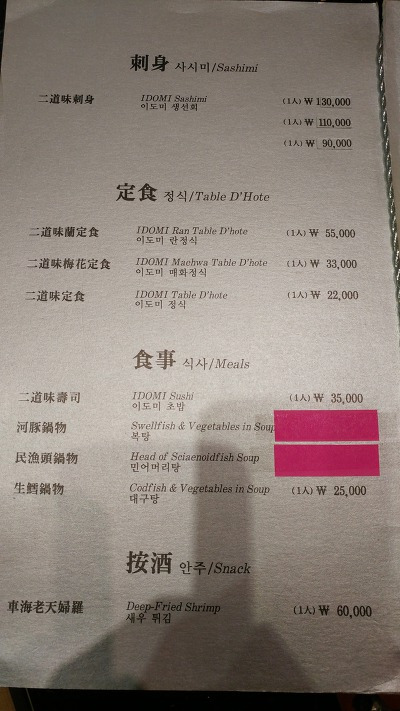 刺身 사시미/Sashimi
二道味刺身 IDOMI Sashimi (1人) ₩ 130,000
이도미 생선회
(1人) ₩ 110,000
(1人) ₩ 90,000
定食 정식/Table D'Hote
二道味蘭定食 IDOMI Ran Table D'hote (1人) ₩ 55,000
이도미 란정식
二道味梅花定食 IDOMI Maehwa Table D'hote (1人) ₩ 33,000
이도미 매화정식
二道味定食 IDOMI Table D'hote (1人) ₩ 22,000
이도미 정식
食事 식사/Meals
二道味壽司 IDOMI Sushi (1人) ₩ 35,000
이도미 초밥
河豚鍋物 Swellfish & Vegetables in Soup
복탕
民漁頭鍋物 Head of Sciaenoidfish Soup
민어머리탕
生鱈鍋物 Codfish & Vegetables in Soup (1人) ₩ 25,000
대구탕
按酒 안주/Snack
車海老天婦羅 Deep-Fried Shrimp (1人) ₩ 60,000
새우 튀김